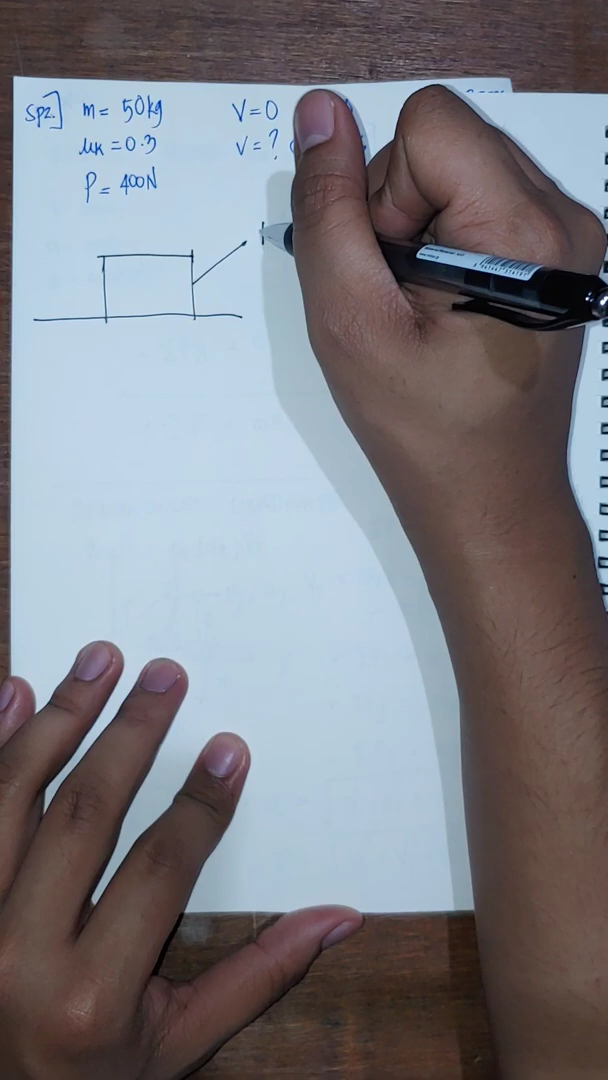 SP2.] m = 50kg V = 0
μk = 0.3 V = ?
P = 400N